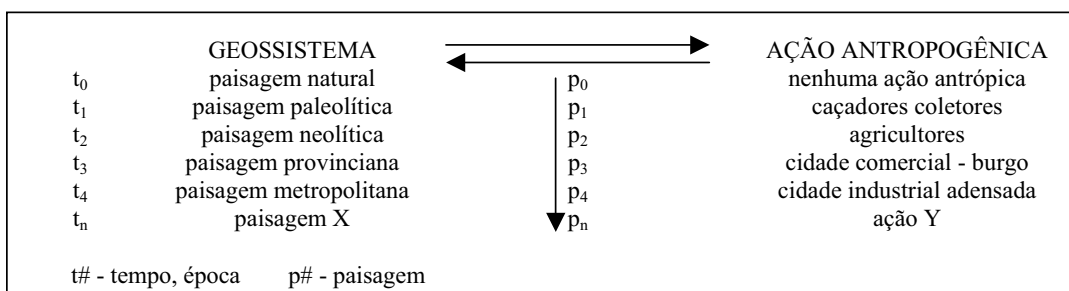 GEOSSISTEMA AÇÃO ANTROPOGÊNICA
t0 paisagem natural p0 nenhuma ação antrópica
t1 paisagem paleolítica p1 caçadores coletores
t2 paisagem neolítica p2 agricultores
t3 paisagem provinciana p3 cidade comercial - burgo
t4 paisagem metropolitana p4 cidade industrial adensada
tn paisagem X pn ação Y
t# - tempo, época p# - paisagem